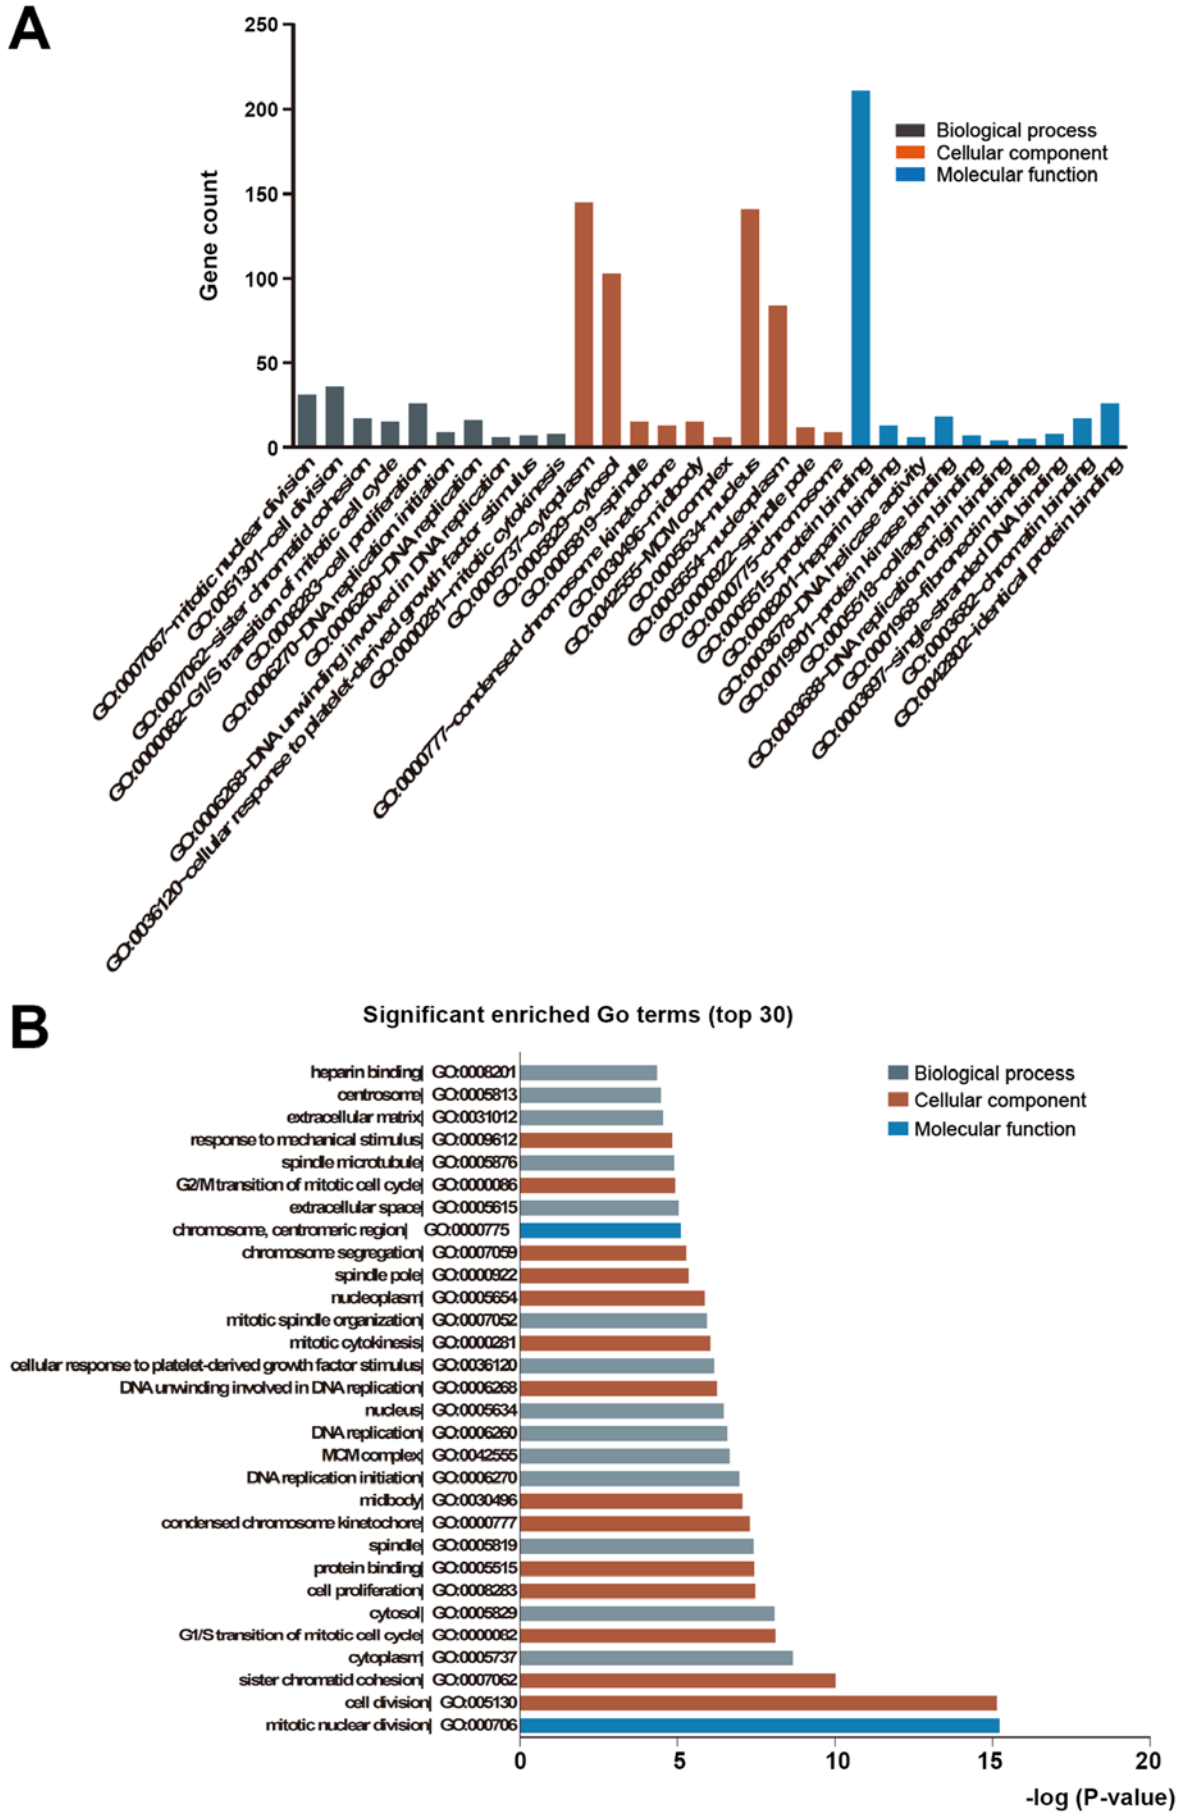 A
250
200
150
100
50
0
Gene count
Biological process
Cellular component
Molecular function
GO:0007067~mitotic nuclear division
GO:0051301~cell division
GO:0007062~sister chromatid cohesion
GO:0000082~G1/S transition of mitotic cell cycle
GO:0008283~cell proliferation
GO:0006270~DNA replication initiation
GO:0006260~DNA replication
GO:0006268~DNA unwinding involved in DNA replication
GO:0036120~cellular response to platelet-derived growth factor stimulus
GO:0000281~mitotic cytokinesis
GO:0005737~cytoplasm
GO:0005829~cytosol
GO:0005819~spindle
GO:0000777~condensed chromosome kinetochore
GO:0030496~midbody
GO:0042555~MCM complex
GO:0005634~nucleus
GO:0005654~nucleoplasm
GO:0000922~spindle pole
GO:0000775~chromosome
GO:0005515~protein binding
GO:0008201~heparin binding
GO:0003678~DNA helicase activity
GO:0019901~protein kinase binding
GO:0005518~collagen binding
GO:0003688~DNA replication origin binding
GO:0001968~fibronectin binding
GO:0003697~single-stranded DNA binding
GO:0003682~chromatin binding
GO:0042802~identical protein binding
B
Significant enriched Go terms (top 30)
heparin binding| GO:0008201
centrosome| GO:0005813
extracellular matrix| GO:0031012
response to mechanical stimulus| GO:0009612
spindle microtubule| GO:0005876
G2/M transition of mitotic cell cycle| GO:0000086
extracellular space| GO:0005615
chromosome, centromeric region| GO:0000775
chromosome segregation| GO:0007059
spindle pole| GO:0000922
nucleoplasm| GO:0005654
mitotic spindle organization| GO:0007052
mitotic cytokinesis| GO:0000281
cellular response to platelet-derived growth factor stimulus| GO:0036120
DNA unwinding involved in DNA replication| GO:0006268
nucleus| GO:0005634
DNA replication| GO:0006260
MCM complex| GO:0042555
DNA replication initiation| GO:0006270
midbody| GO:0030496
condensed chromosome kinetochore| GO:0000777
spindle| GO:0005819
protein binding| GO:0005515
cell proliferation| GO:0008283
cytosol| GO:0005829
G1/S transition of mitotic cell cycle| GO:0000082
cytoplasm| GO:0005737
sister chromatid cohesion| GO:0007062
cell division| GO:005130
mitotic nuclear division| GO:000706
Biological process
Cellular component
Molecular function
0 5 10 15 20
-log (P-value)